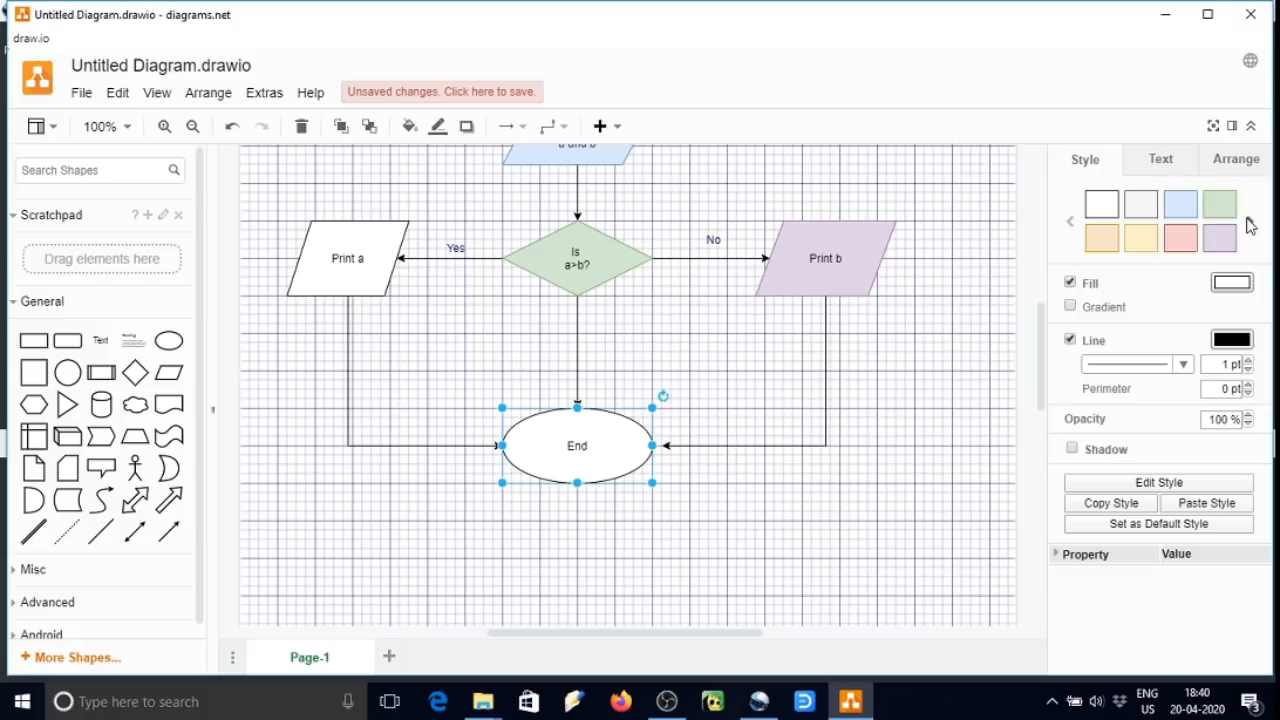 Untitled Diagram.drawio - diagrams.net
draw.io
Untitled Diagram.drawio
File Edit View Arrange Extras Help
Unsaved changes. Click here to save.
100%
Search Shapes
Scratchpad
?
Drag elements here
General
Text
Misc
Advanced
Android
+ More Shapes...
a and b
Print a
Yes
Is
a>b?
No
Print b
End
Page-1
Style Text Arrange
Fill
Gradient
Line
1 pt
Perimeter 0 pt
Opacity 100 %
Shadow
Edit Style
Copy Style Paste Style
Set as Default Style
Property Value
Type here to search
ENG
US
18:40
20-04-2020
3